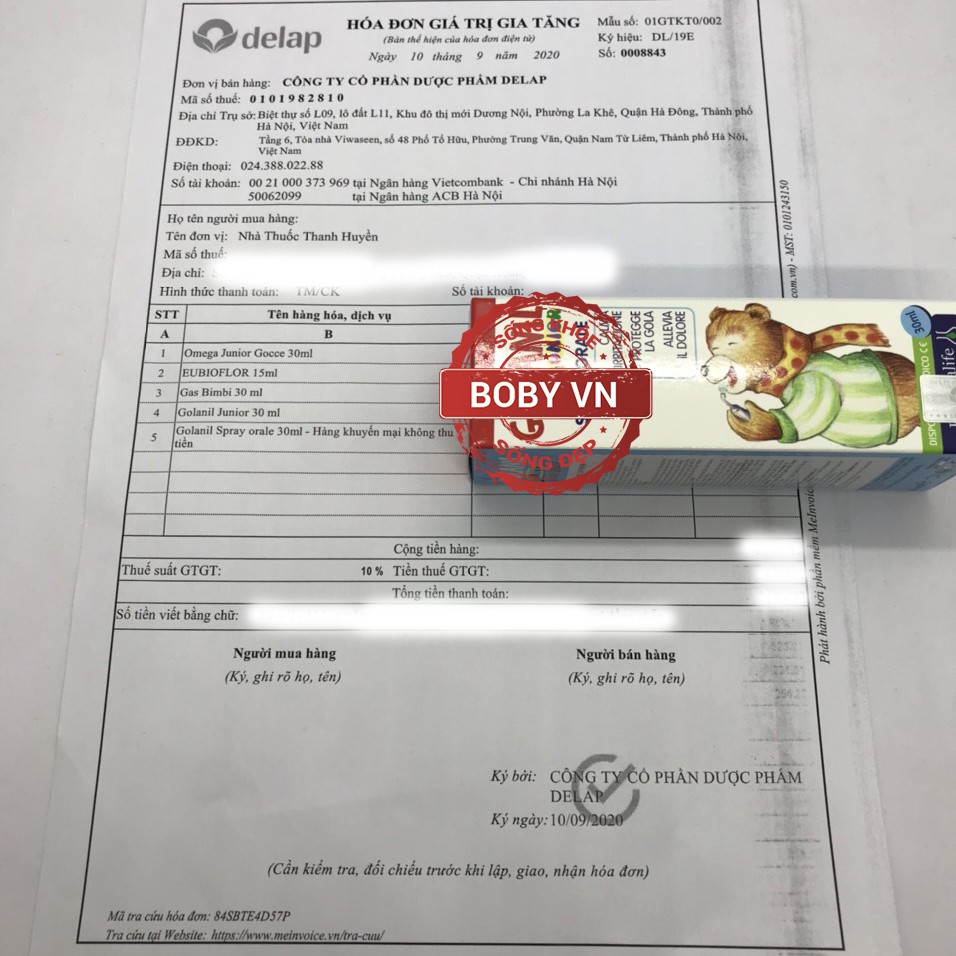 delap
HÓA ĐƠN GIÁ TRỊ GIA TĂNG
(Bản thể hiện của hóa đơn điện tử)
Ngày 10 tháng 9 năm 2020
Mẫu số: 01GTKT0/002
Ký hiệu: DL/19E
Số: 0008843
Đơn vị bán hàng: CÔNG TY CỔ PHẦN DƯỢC PHẨM DELAP
Mã số thuế: 0101982810
Địa chỉ Trụ sở: Biệt thự số L09, lô đất L11, Khu đô thị mới Dương Nội, Phường La Khê, Quận Hà Đông, Thành phố
Hà Nội, Việt Nam
ĐĐKD: Tầng 6, Tòa nhà Viwaseen, số 48 Phố Tố Hữu, Phường Trung Văn, Quận Nam Từ Liêm, Thành phố Hà Nội,
Việt Nam
Điện thoại: 024.388.022.88
Số tài khoản: 00 21 000 373 969 tại Ngân hàng Vietcombank - Chi nhánh Hà Nội
50062099 tại Ngân hàng ACB Hà Nội
Họ tên người mua hàng:
Tên đơn vị: Nhà Thuốc Thanh Huyền
Mã số thuế:
Địa chỉ:
Hình thức thanh toán: TM/CK Số tài khoản:
STT Tên hàng hóa, dịch vụ
A B
1 Omega Junior Gocce 30ml
2 EUBIOFLOR 15ml
3 Gas Bimbi 30 ml
4 Golanil Junior 30 ml
5 Golanil Spray orale 30ml - Hàng khuyến mại không thu
tiền
Cộng tiền hàng:
Thuế suất GTGT: 10 % Tiền thuế GTGT:
Tổng tiền thanh toán:
Số tiền viết bằng chữ:
Người mua hàng
(Ký, ghi rõ họ, tên)
Người bán hàng
(Ký, ghi rõ họ, tên)
Ký bởi: CÔNG TY CỔ PHẦN DƯỢC PHẨM
DELAP
Ký ngày: 10/09/2020
(Cần kiểm tra, đối chiếu trước khi lập, giao, nhận hóa đơn)
Mã tra cứu hóa đơn: 84SBTE4D57P
Tra cứu tại Website: https://www.meinvoice.vn/tra-cuu/
Phát hành bởi phần mềm MeInvoice
com.vn) - MST: 0101243150
SỐNG KHỎE
BOBY VN
SỐNG ĐẸP
PROTEGGE
LA GOLA
ALLEVIA
IL DOLORE
30ml